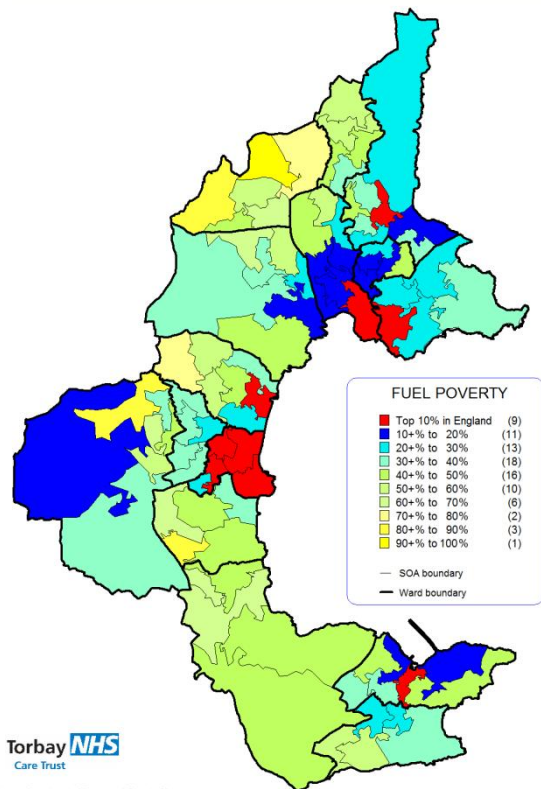 FUEL POVERTY
Top 10% in England (9)
10+% to 20% (11)
20+% to 30% (13)
30+% to 40% (18)
40+% to 50% (16)
50+% to 60% (10)
60+% to 70% (6)
70+% to 80% (2)
80+% to 90% (3)
90+% to 100% (1)
SOA boundary
Ward boundary
Torbay NHS
Care Trust